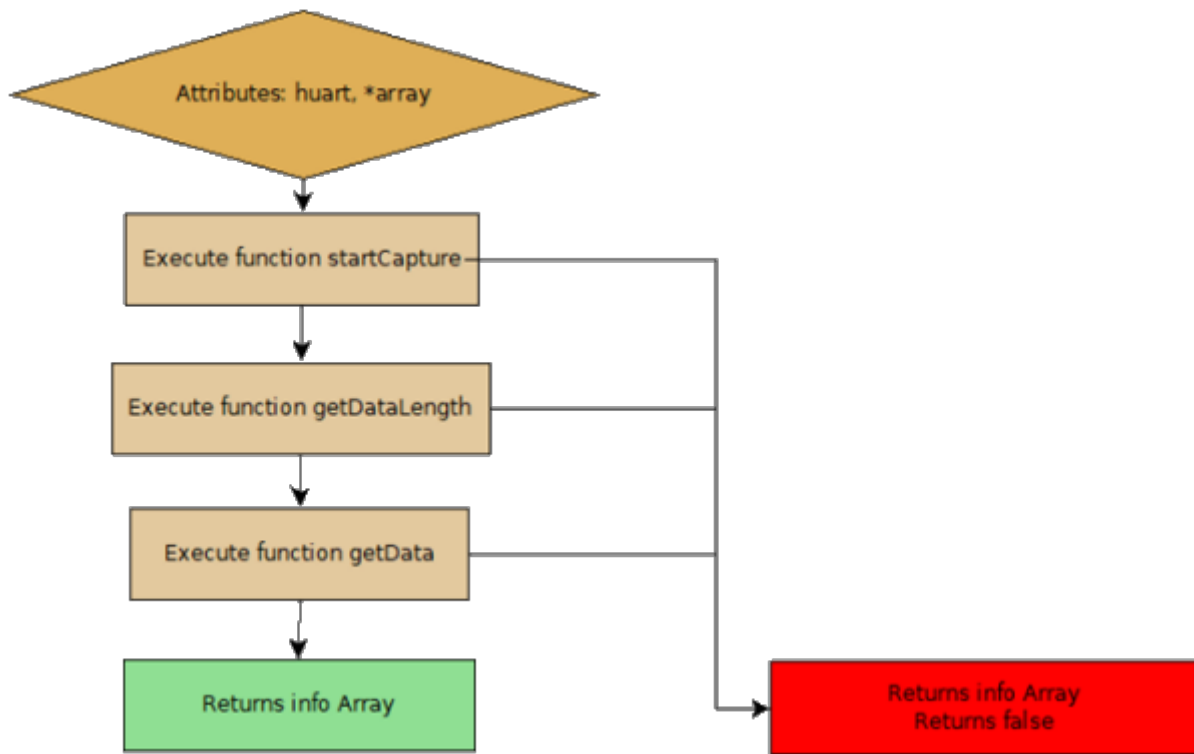 Attributes: huart, *array
Execute function startCapture
Execute function getDataLength
Execute function getData
Returns info Array
Returns info Array
Returns false